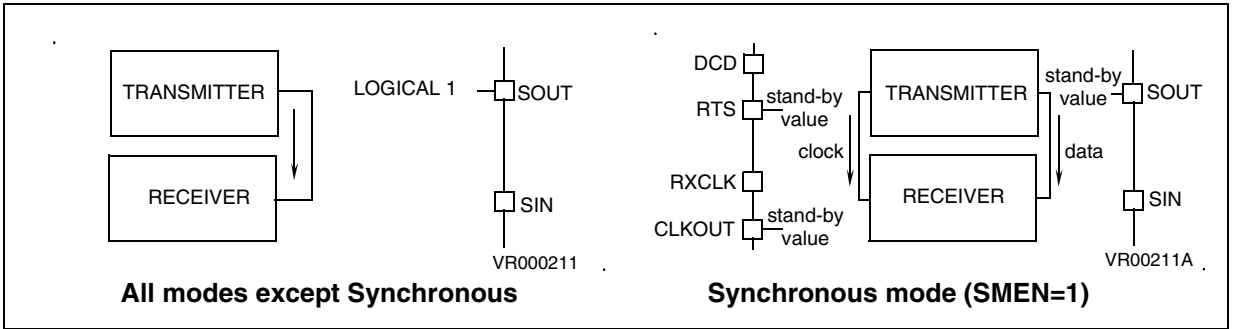 TRANSMITTER
RECEIVER
LOGICAL 1
SOUT
SIN
VR000211
All modes except Synchronous
DCD
RTS
stand-by
value
clock
RXCLK
CLKOUT
stand-by
value
TRANSMITTER
RECEIVER
data
stand-by
value
SOUT
SIN
VR00211A
Synchronous mode (SMEN=1)